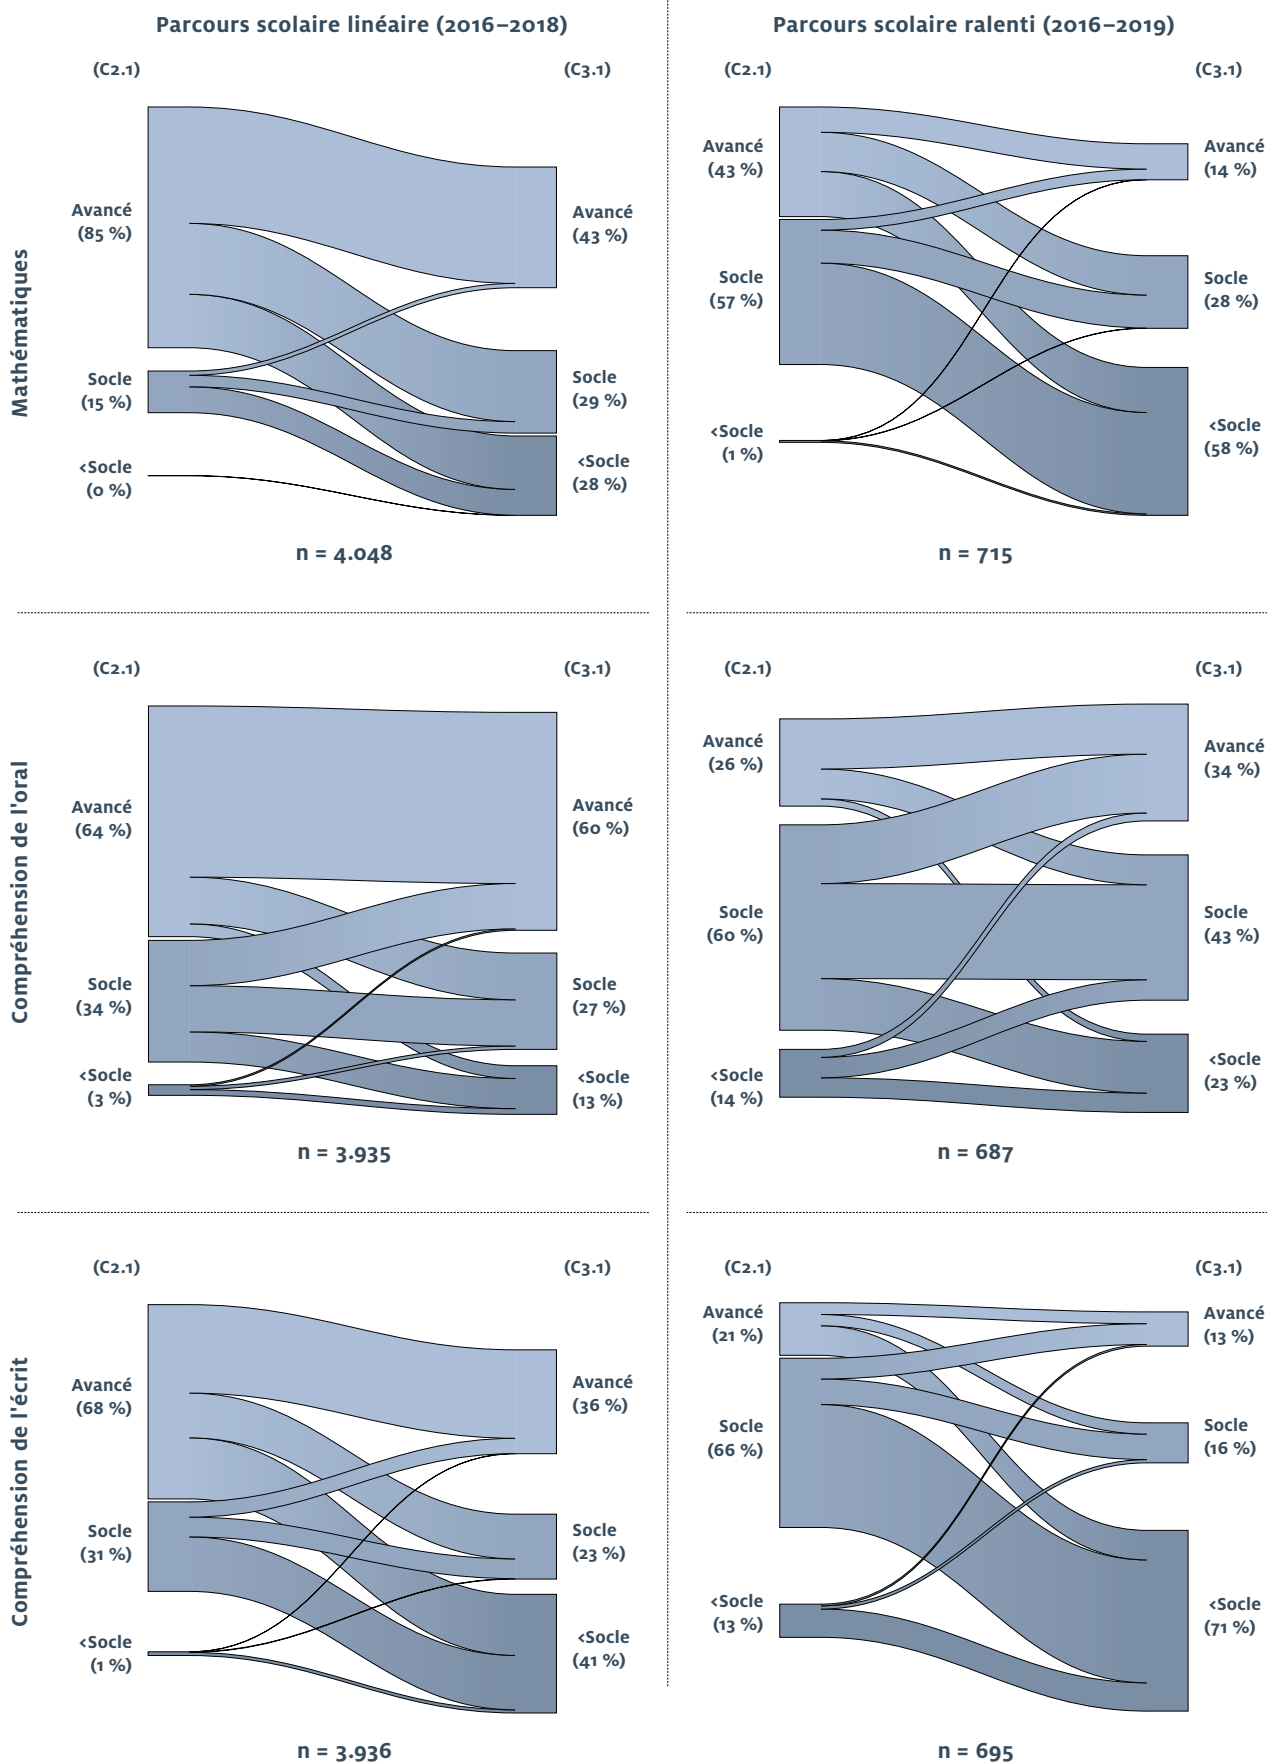 Parcours scolaire linéaire (2016–2018)
Parcours scolaire ralenti (2016–2019)
Mathématiques
(C2.1)
(C3.1)
Avancé
(85 %)
Socle
(15 %)
<Socle
(0 %)
Avancé
(43 %)
Socle
(29 %)
<Socle
(28 %)
n = 4.048
(C2.1)
(C3.1)
Avancé
(43 %)
Socle
(57 %)
<Socle
(1 %)
Avancé
(14 %)
Socle
(28 %)
<Socle
(58 %)
n = 715
Compréhension de l'oral
(C2.1)
(C3.1)
Avancé
(64 %)
Socle
(34 %)
<Socle
(3 %)
Avancé
(60 %)
Socle
(27 %)
<Socle
(13 %)
n = 3.935
(C2.1)
(C3.1)
Avancé
(26 %)
Socle
(60 %)
<Socle
(14 %)
Avancé
(34 %)
Socle
(43 %)
<Socle
(23 %)
n = 687
Compréhension de l'écrit
(C2.1)
(C3.1)
Avancé
(68 %)
Socle
(31 %)
<Socle
(1 %)
Avancé
(36 %)
Socle
(23 %)
<Socle
(41 %)
n = 3.936
(C2.1)
(C3.1)
Avancé
(21 %)
Socle
(66 %)
<Socle
(13 %)
Avancé
(13 %)
Socle
(16 %)
<Socle
(71 %)
n = 695